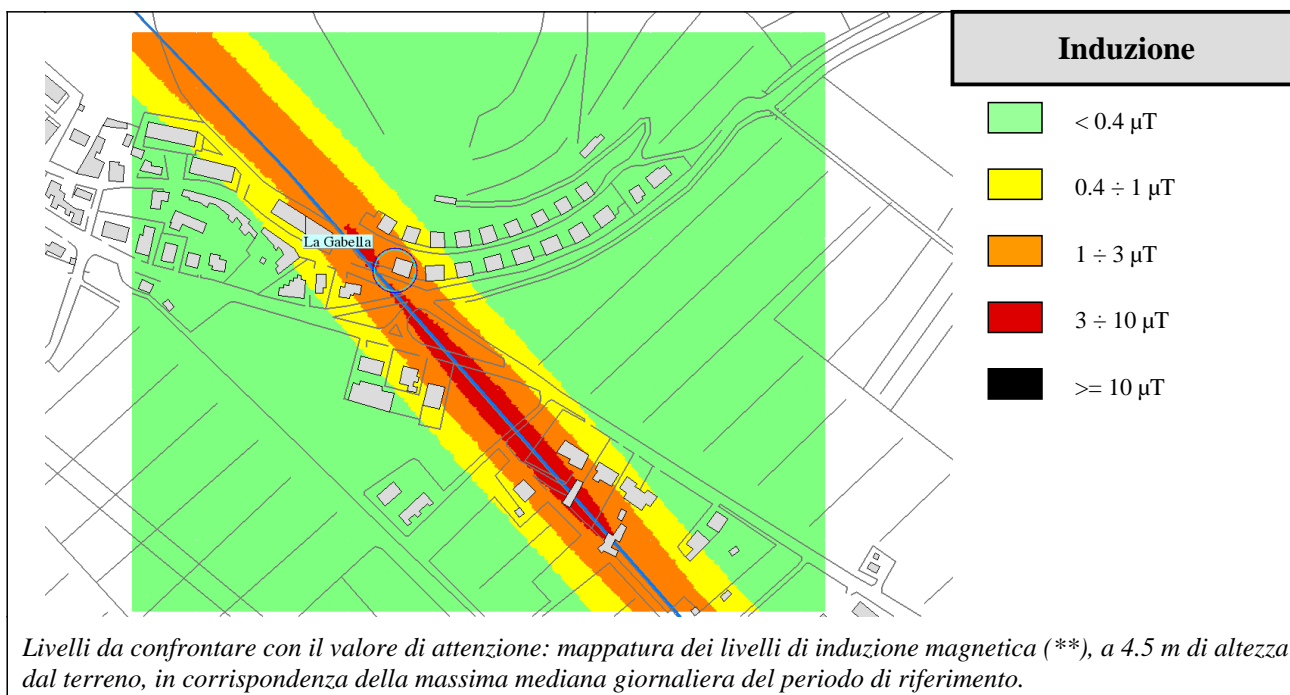 Induzione
< 0.4 µT
0.4 ÷ 1 µT
1 ÷ 3 µT
3 ÷ 10 µT
>= 10 µT
La Gabella
Livelli da confrontare con il valore di attenzione: mappatura dei livelli di induzione magnetica (**), a 4.5 m di altezza
dal terreno, in corrispondenza della massima mediana giornaliera del periodo di riferimento.